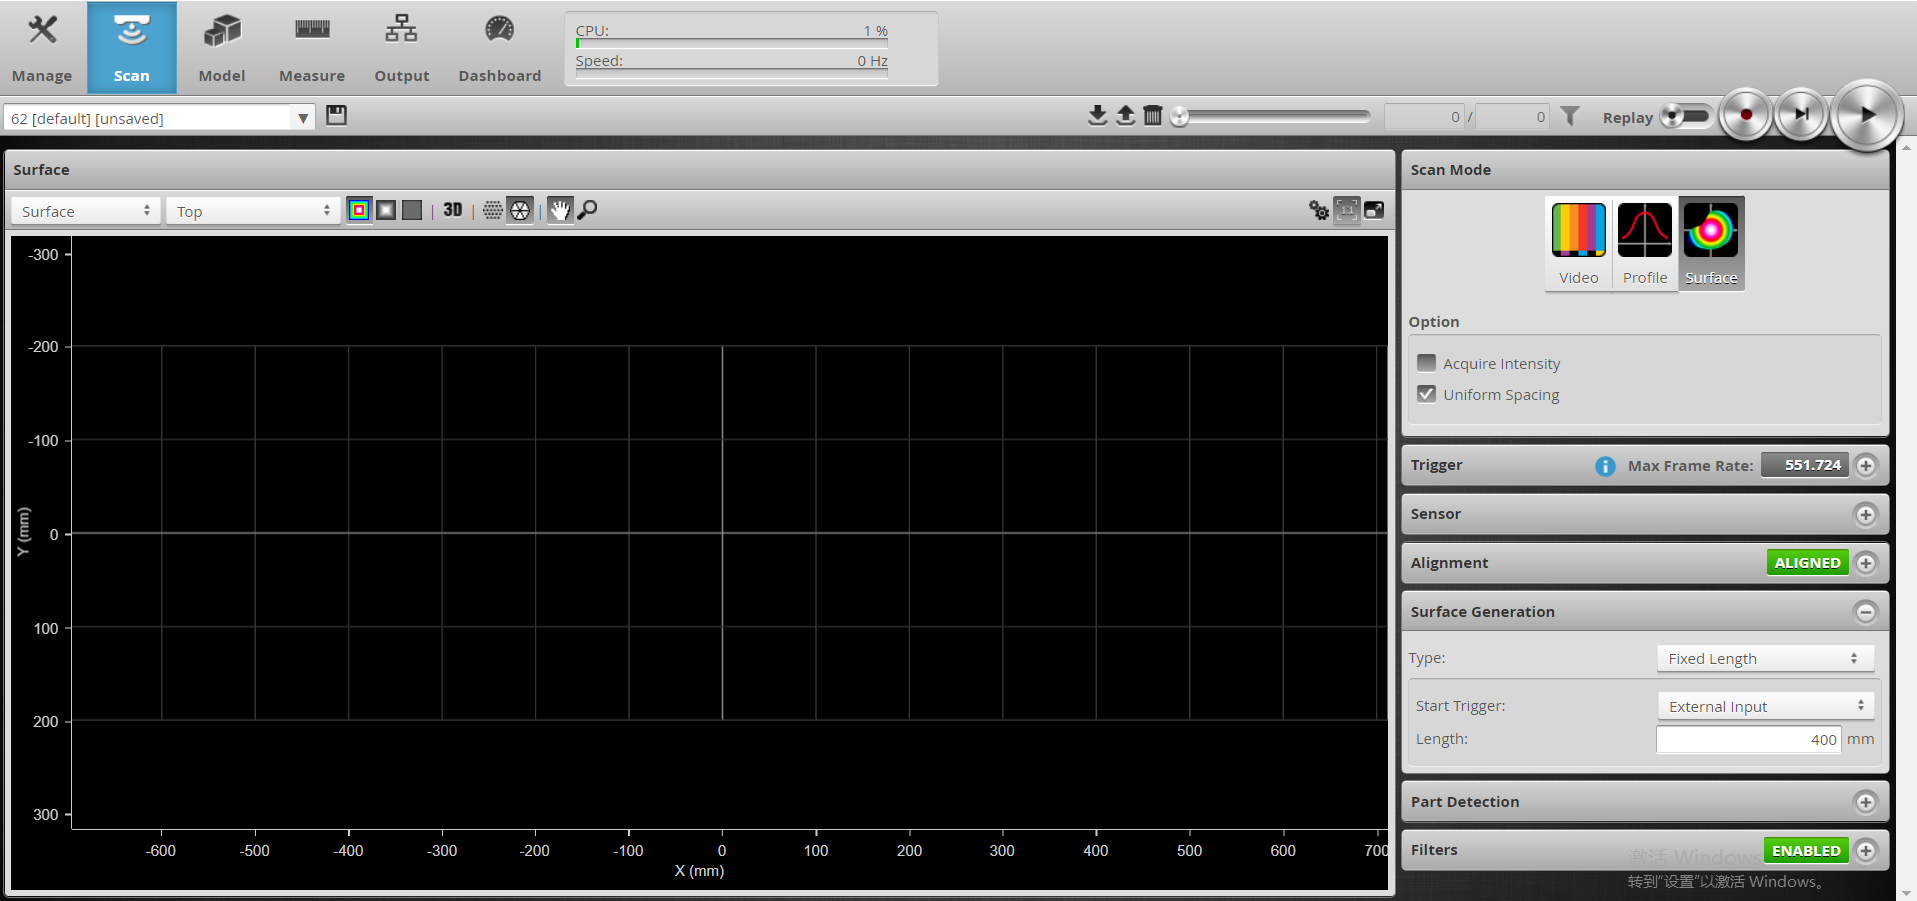 Manage
Scan
Model
Measure
Output
Dashboard
CPU: 1 %
Speed: 0 Hz
62 [default] [unsaved]
0 / 0
Replay
Surface
Surface
Top
3D
1:1
-300
-200
-100
0
100
200
300
Y (mm)
-600 -500 -400 -300 -200 -100 0 100 200 300 400 500 600 700
X (mm)
Scan Mode
Video
Profile
Surface
Option
Acquire Intensity
Uniform Spacing
Trigger
Max Frame Rate: 551.724
Sensor
Alignment ALIGNED
Surface Generation
Type: Fixed Length
Start Trigger: External Input
Length: 400 mm
Part Detection
Filters ENABLED
激活 Windows
转到“设置”以激活 Windows。